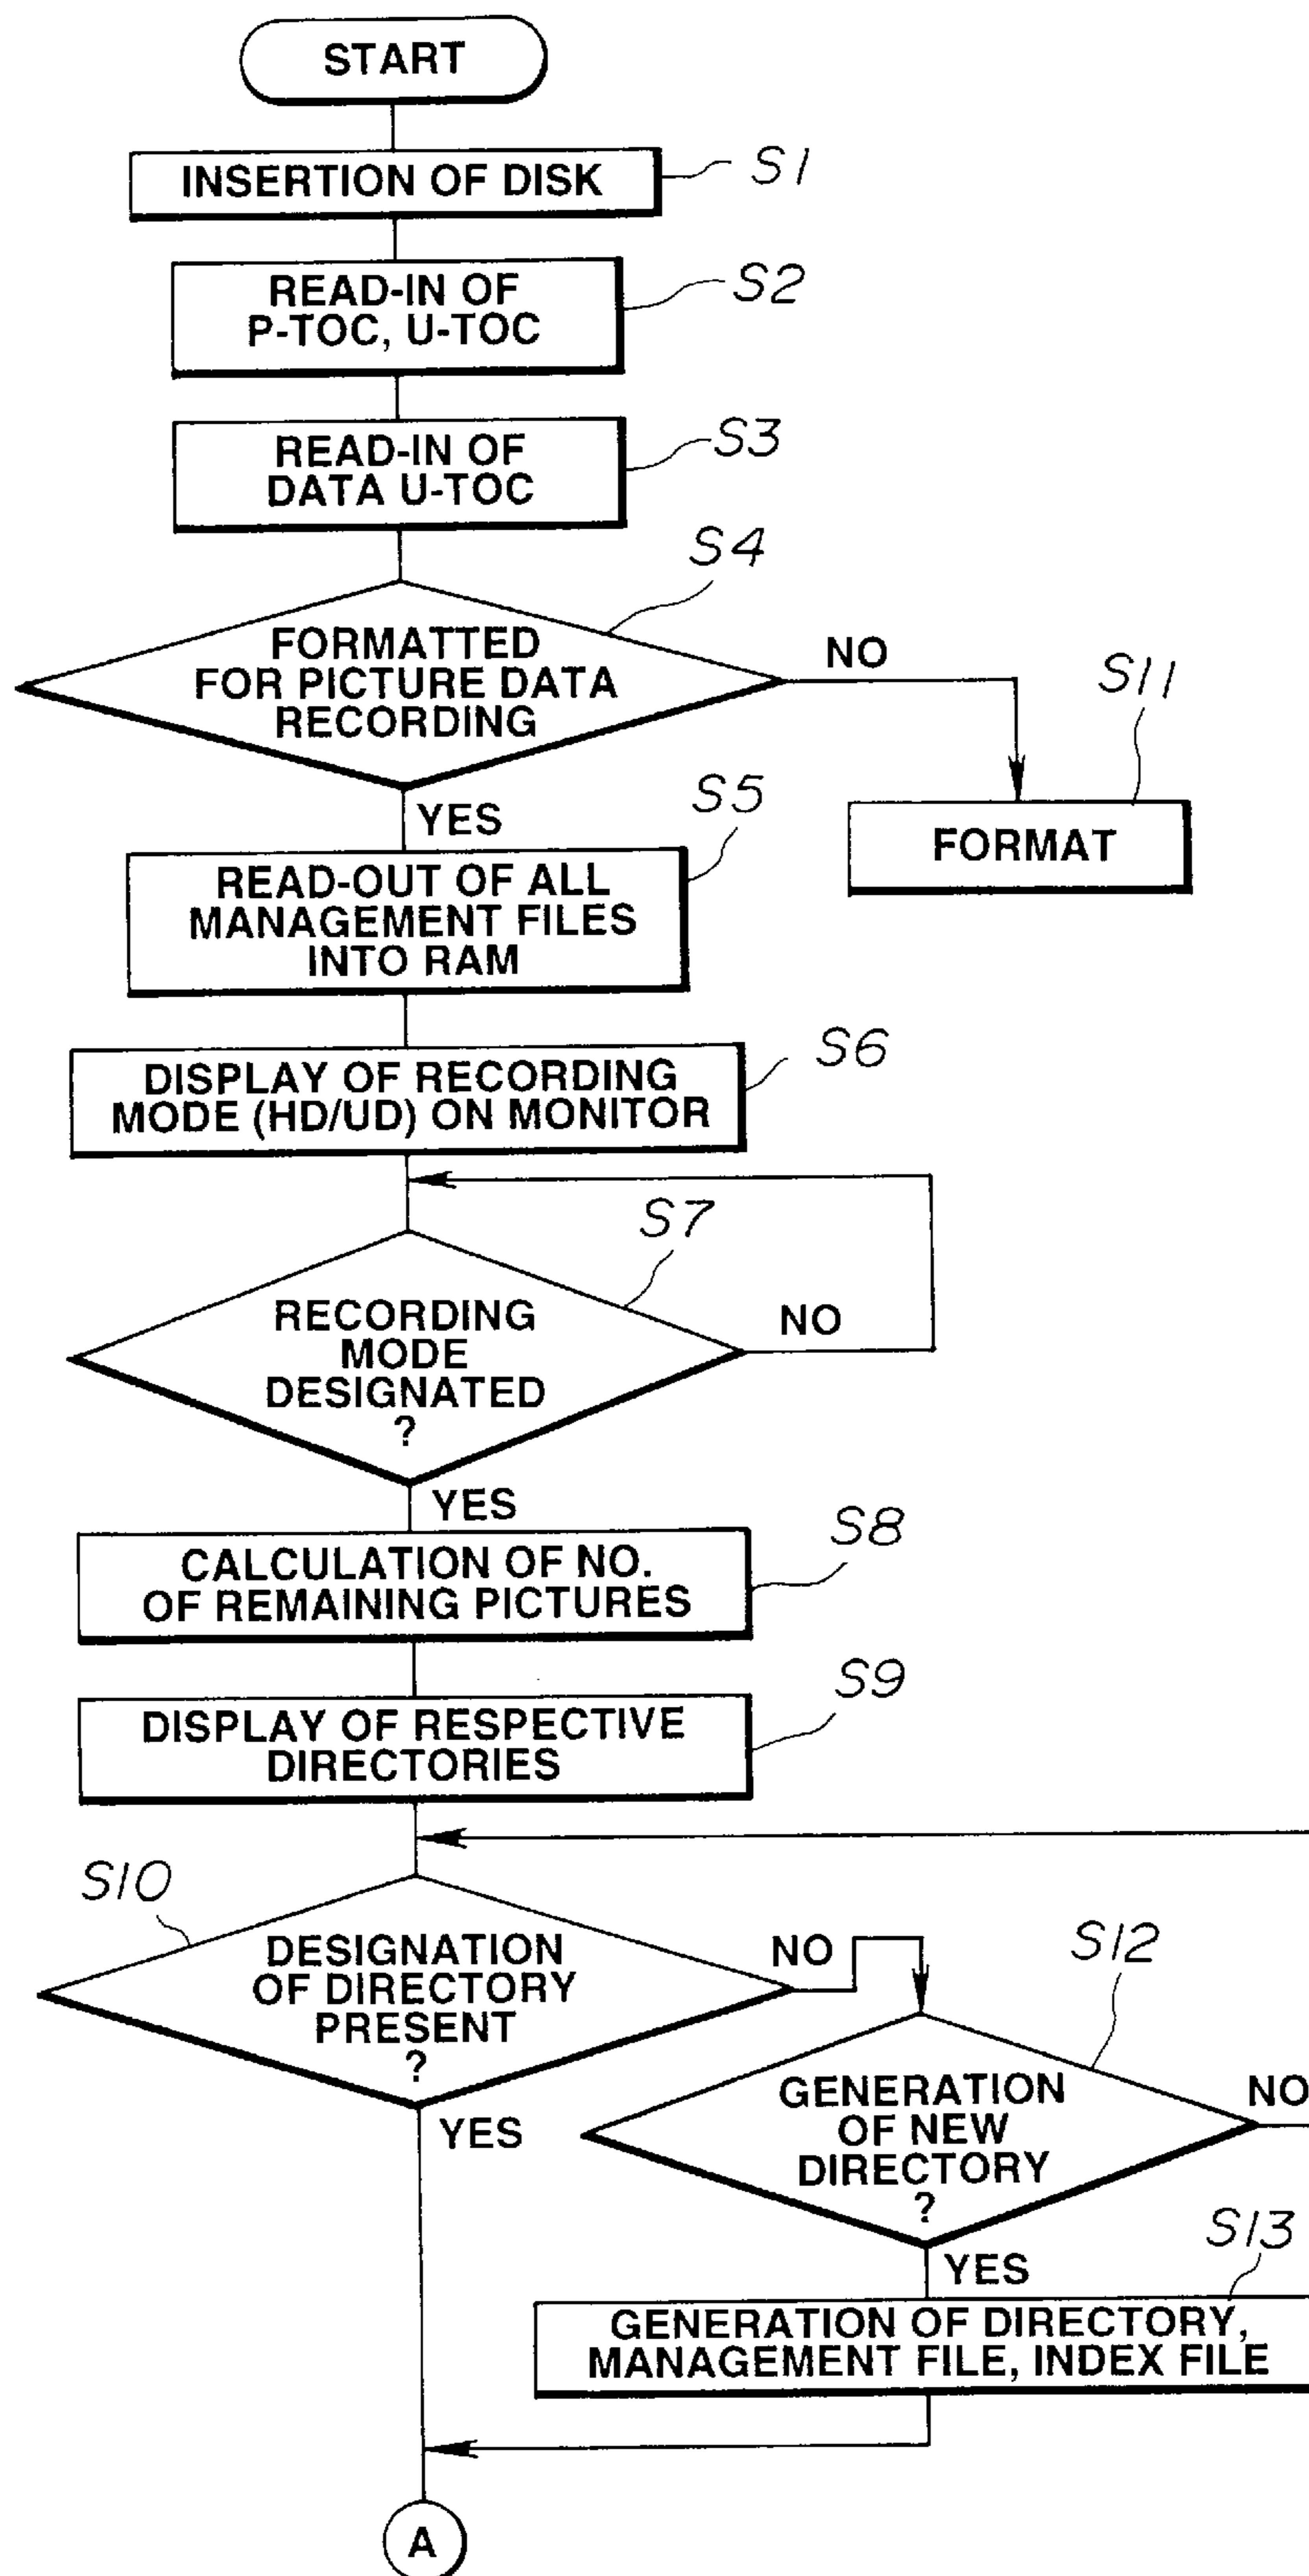 START
INSERTION OF DISK
S1
READ-IN OF
P-TOC, U-TOC
S2
READ-IN OF
DATA U-TOC
S3
S4
FORMATTED
FOR PICTURE DATA
RECORDING
NO
S11
FORMAT
YES
S5
READ-OUT OF ALL
MANAGEMENT FILES
INTO RAM
S6
DISPLAY OF RECORDING
MODE (HD/UD) ON MONITOR
S7
RECORDING
MODE
DESIGNATED
?
NO
YES
S8
CALCULATION OF NO.
OF REMAINING PICTURES
S9
DISPLAY OF RESPECTIVE
DIRECTORIES
S10
DESIGNATION
OF DIRECTORY
PRESENT
?
NO
S12
YES
GENERATION
OF NEW
DIRECTORY
?
NO
S13
YES
GENERATION OF DIRECTORY,
MANAGEMENT FILE, INDEX FILE
A